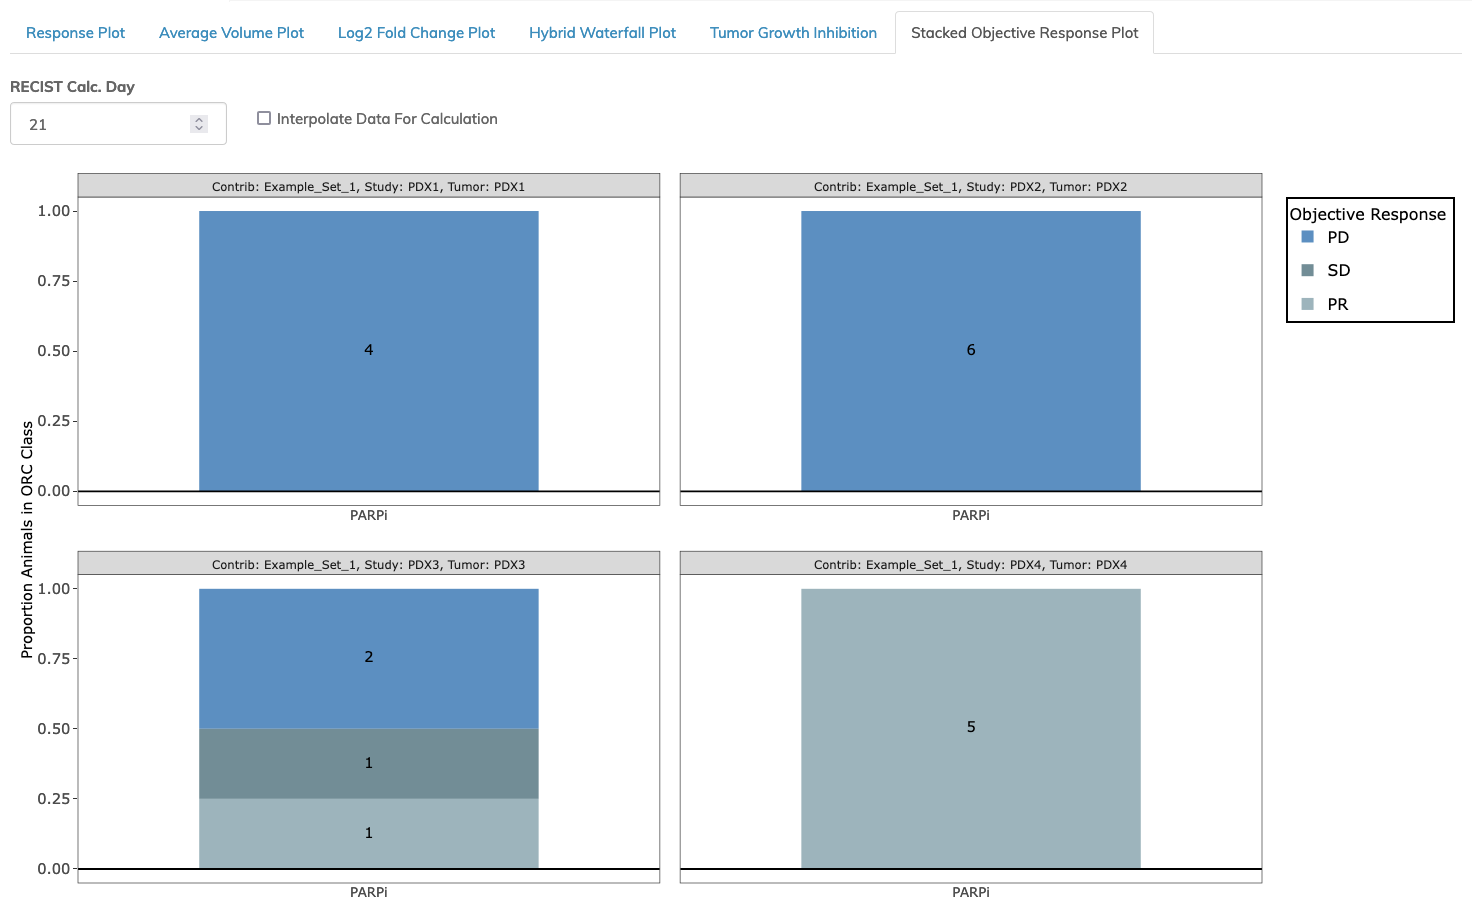 Response Plot
Average Volume Plot
Log2 Fold Change Plot
Hybrid Waterfall Plot
Tumor Growth Inhibition
Stacked Objective Response Plot
RECIST Calc. Day
21
Interpolate Data For Calculation
Contrib: Example_Set_1, Study: PDX1, Tumor: PDX1
Contrib: Example_Set_1, Study: PDX2, Tumor: PDX2
Objective Response
PD
SD
PR
Proportion Animals in ORC Class
1.00
0.75
0.50
0.25
0.00
4
6
PARPi
PARPi
Contrib: Example_Set_1, Study: PDX3, Tumor: PDX3
Contrib: Example_Set_1, Study: PDX4, Tumor: PDX4
1.00
0.75
0.50
0.25
0.00
2
1
1
5
PARPi
PARPi